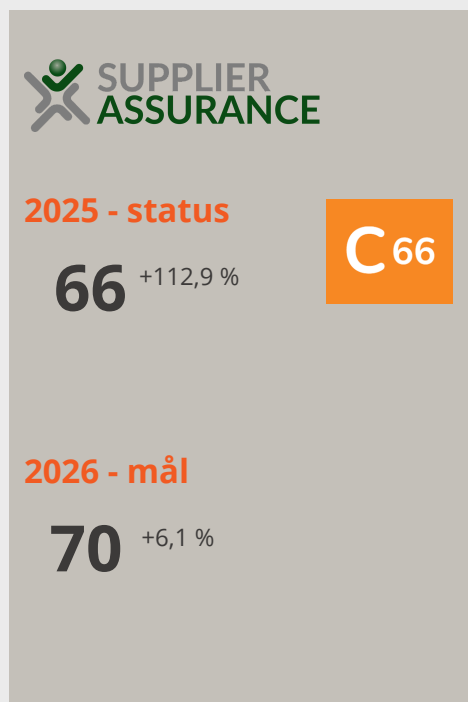 SUPPLIER
ASSURANCE
2025 - status
C 66
66 +112,9 %
2026 - mål
70 +6,1 %